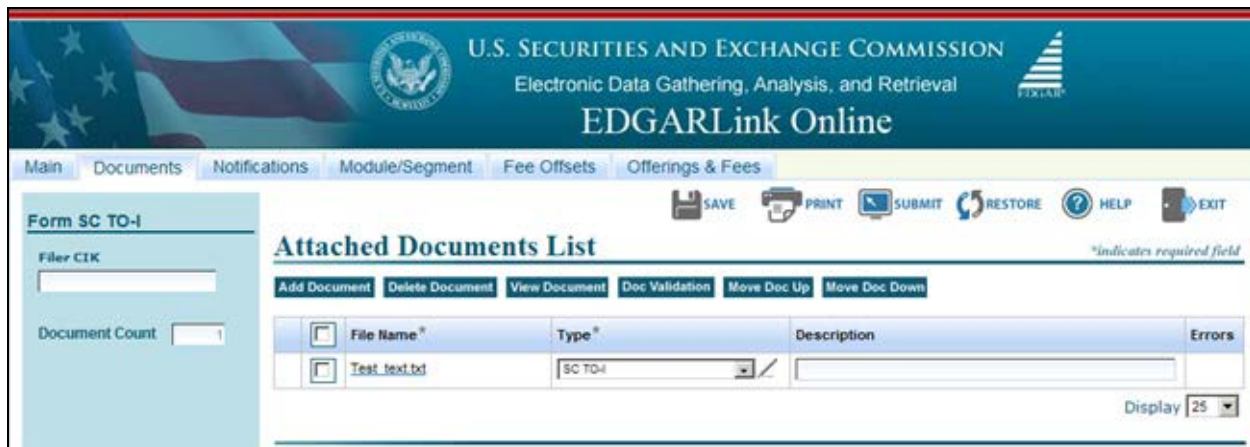 U.S. SECURITIES AND EXCHANGE COMMISSION
Electronic Data Gathering, Analysis, and Retrieval
EDGARLink Online
Main Documents Notifications Module/Segment Fee Offsets Offerings & Fees
SAVE PRINT SUBMIT RESTORE HELP EXIT
Form SC TO-I
Attached Documents List
*indicates required field
Filer CIK
Add Document Delete Document View Document Doc Validation Move Doc Up Move Doc Down
Document Count 1
File Name* Type* Description Errors
Test_text.txt SC TO-I
Display 25